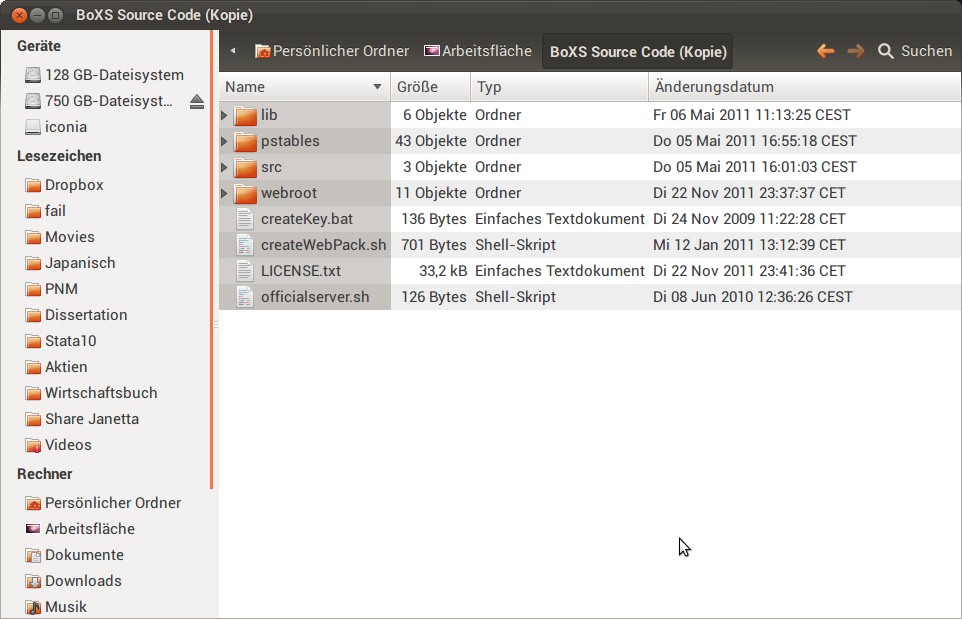 BoXS Source Code (Kopie)
Persönlicher Ordner Arbeitsfläche BoXS Source Code (Kopie) Suchen
Geräte
128 GB-Dateisystem
750 GB-Dateisyst...
iconia
Lesezeichen
Dropbox
fail
Movies
Japanisch
PNM
Dissertation
Stata10
Aktien
Wirtschaftsbuch
Share Janetta
Videos
Rechner
Persönlicher Ordner
Arbeitsfläche
Dokumente
Downloads
Musik
Name Größe Typ Änderungsdatum
lib 6 Objekte Ordner Fr 06 Mai 2011 11:13:25 CEST
pstables 43 Objekte Ordner Do 05 Mai 2011 16:55:18 CEST
src 3 Objekte Ordner Do 05 Mai 2011 16:01:03 CEST
webroot 11 Objekte Ordner Di 22 Nov 2011 23:37:37 CET
createKey.bat 136 Bytes Einfaches Textdokument Di 24 Nov 2009 11:22:28 CET
createWebPack.sh 701 Bytes Shell-Skript Mi 12 Jan 2011 13:12:39 CET
LICENSE.txt 33,2 kB Einfaches Textdokument Di 22 Nov 2011 23:41:36 CET
officialserver.sh 126 Bytes Shell-Skript Di 08 Jun 2010 12:36:26 CEST